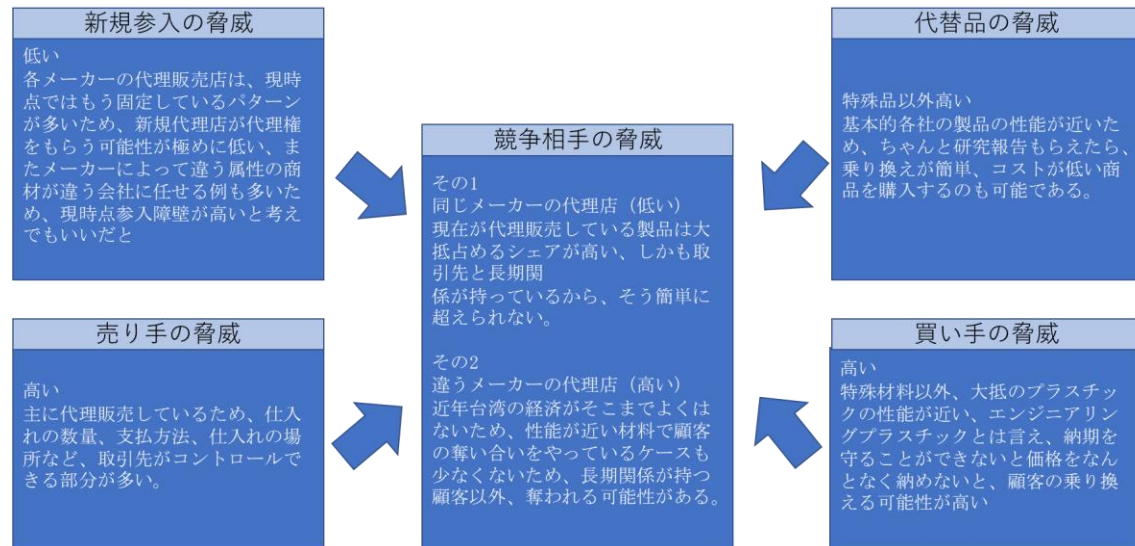 新規参入の脅威
低い
各メーカーの代理販売店は、現時
点ではもう固定しているパターン
が多いため、新規代理店が代理権
をもらう可能性が極めに低い、ま
たメーカーによって違う属性の商
材が違う会社に任せる例も多いた
め、現時点参入障壁が高いと考え
でもいいだと
売り手の脅威
高い
主に代理販売しているため、仕入
れの数量、支払方法、仕入れの場
所など、取引先がコントロールで
きる部分が多い。
競争相手の脅威
その1
同じメーカーの代理店（低い）
現在が代理販売している製品は大
抵占めるシェアが高い、しかも取
引先と長期関
係が持っているから、そう簡単に
超えられない。
その2
違うメーカーの代理店（高い）
近年台湾の経済がそこまでよくは
ないため、性能が近い材料で顧客
の奪い合いをやっているケースも
少なくないため、長期関係が持つ
顧客以外、奪われる可能性がある。
代替品の脅威
特殊品以外高い
基本的各社の製品の性能が近いた
め、ちゃんと研究報告もらえたら、
乗り換えが簡単、コストが低い商
品を購入するのも可能である。
買い手の脅威
高い
特殊材料以外、大抵のプラスチッ
クの性能が近い、エンジニアリン
グプラスチックとは言え、納期を
守ることができないと価格をなん
となく納めないと、顧客の乗り換
える可能性が高い